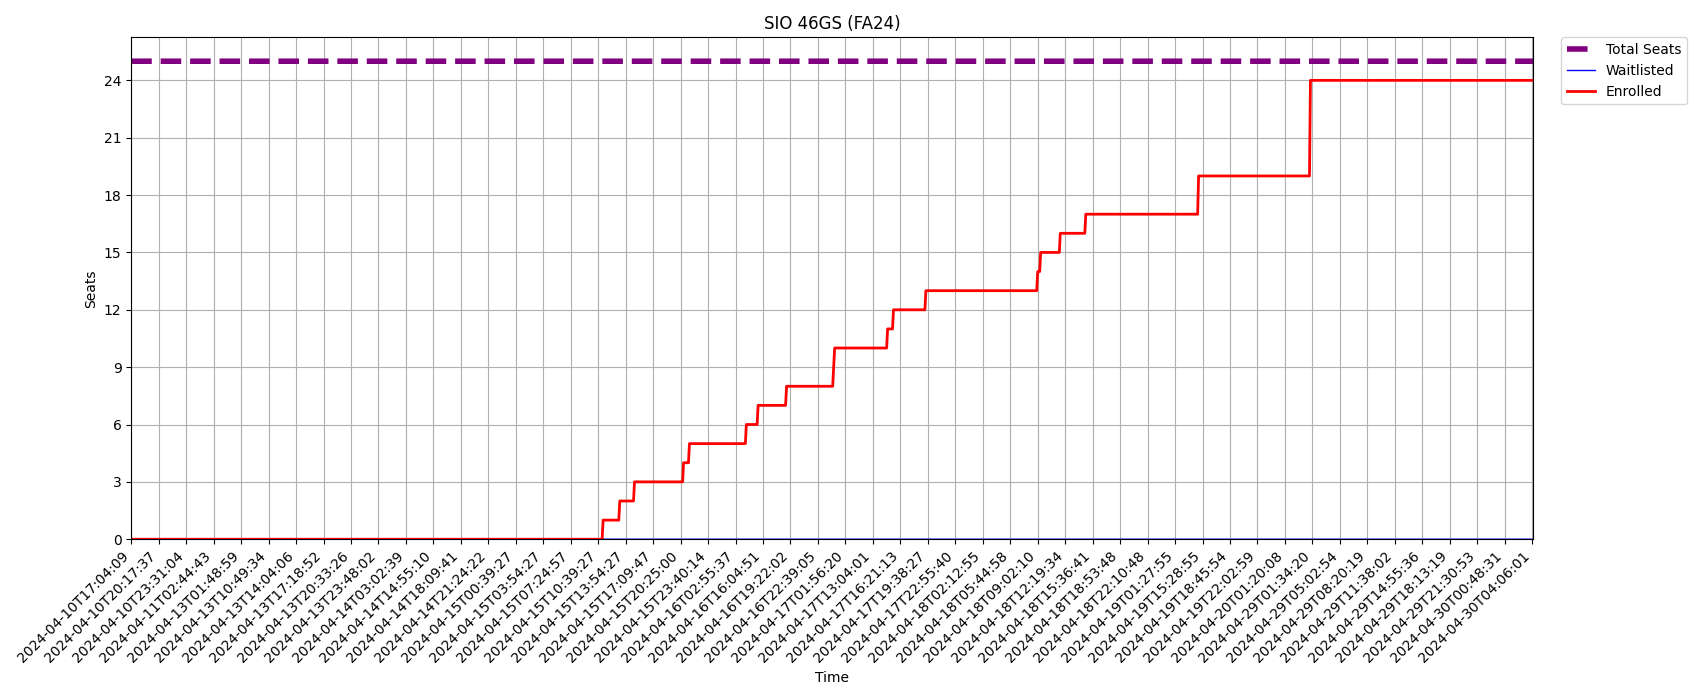 SIO 46GS (FA24)
Total Seats
Waitlisted
Enrolled
Seats
24
21
18
15
12
9
6
3
0
2024-04-10T17:04:09
2024-04-10T20:17:37
2024-04-10T23:31:04
2024-04-11T02:44:43
2024-04-13T01:48:59
2024-04-13T10:49:34
2024-04-13T14:04:06
2024-04-13T17:18:52
2024-04-13T20:33:26
2024-04-13T23:48:02
2024-04-14T03:02:39
2024-04-14T14:55:10
2024-04-14T18:09:41
2024-04-14T21:24:22
2024-04-15T00:39:27
2024-04-15T03:54:27
2024-04-15T07:24:57
2024-04-15T10:39:27
2024-04-15T13:54:27
2024-04-15T17:09:47
2024-04-15T20:25:00
2024-04-15T23:40:14
2024-04-16T02:55:37
2024-04-16T16:04:51
2024-04-16T19:22:02
2024-04-16T22:39:05
2024-04-17T01:56:20
2024-04-17T13:04:01
2024-04-17T16:21:13
2024-04-17T19:38:27
2024-04-17T22:55:40
2024-04-18T02:12:55
2024-04-18T05:44:58
2024-04-18T09:02:10
2024-04-18T12:19:34
2024-04-18T15:36:41
2024-04-18T18:53:48
2024-04-18T22:10:48
2024-04-19T01:27:55
2024-04-19T15:28:55
2024-04-19T18:45:54
2024-04-19T22:02:59
2024-04-20T01:20:08
2024-04-29T01:34:20
2024-04-29T05:02:54
2024-04-29T08:20:19
2024-04-29T11:38:02
2024-04-29T14:55:36
2024-04-29T18:13:19
2024-04-29T21:30:53
2024-04-30T00:48:31
2024-04-30T04:06:01
Time